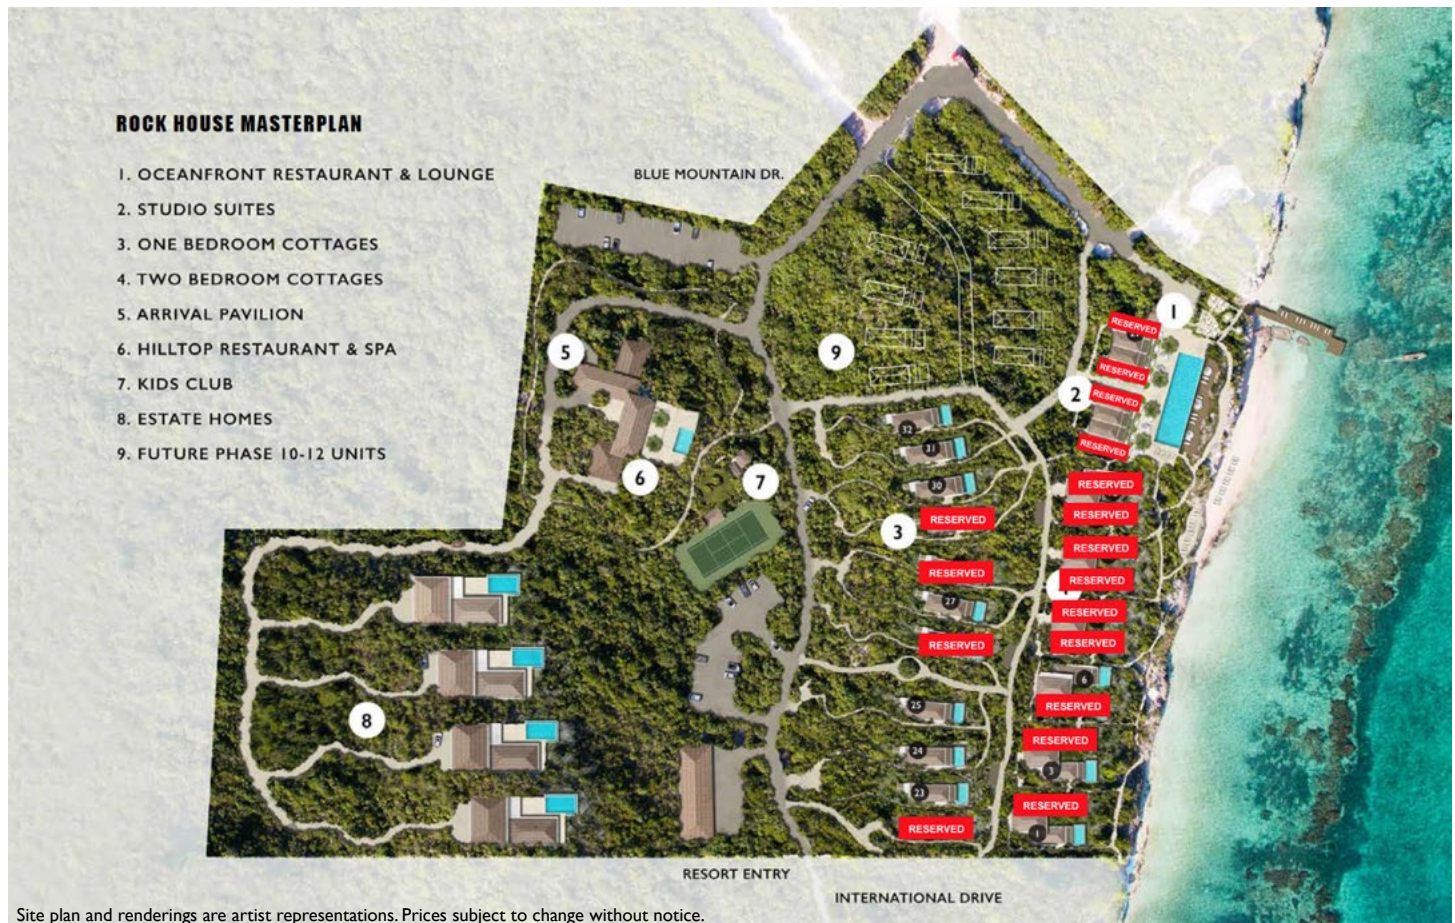 ROCK HOUSE MASTERPLAN
1. OCEANFRONT RESTAURANT & LOUNGE
2. STUDIO SUITES
3. ONE BEDROOM COTTAGES
4. TWO BEDROOM COTTAGES
5. ARRIVAL PAVILION
6. HILLTOP RESTAURANT & SPA
7. KIDS CLUB
8. ESTATE HOMES
9. FUTURE PHASE 10-12 UNITS
BLUE MOUNTAIN DR.
1
RESERVED
RESERVED
2
RESERVED
RESERVED
5
9
6
7
32
31
30
3
RESERVED
RESERVED
27
RESERVED
25
24
23
RESERVED
RESERVED
RESERVED
RESERVED
RESERVED
RESERVED
RESERVED
6
RESERVED
RESERVED
3
RESERVED
1
8
RESORT ENTRY
INTERNATIONAL DRIVE
Site plan and renderings are artist representations. Prices subject to change without notice.